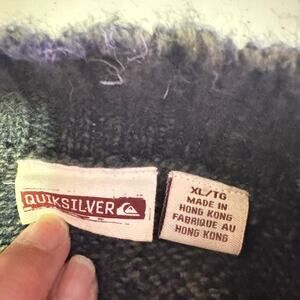 QUIKSILVER
XL/TG
MADE IN
HONG KONG
FABRIQUE AU
HONG KONG